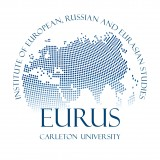 INSTITUTE OF EUROPEAN, RUSSIAN AND EURASIAN STUDIES
EURUS
CARLETON UNIVERSITY